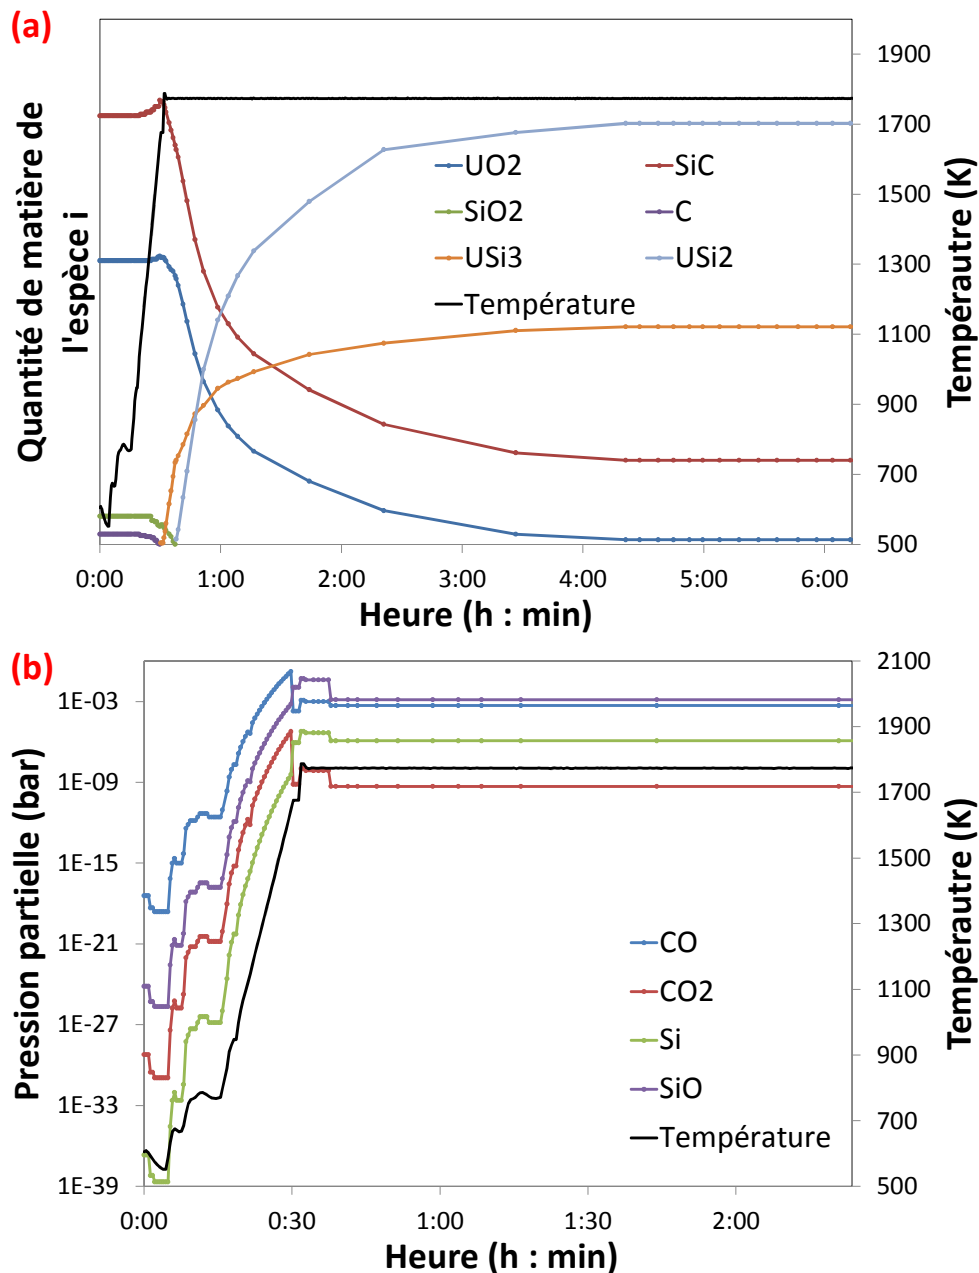 (a)
Quantité de matière de
l'espèce i
1900
1700
1500
1300
1100
900
700
500
Températrure (K)
UO2
SiC
SiO2
C
USi3
USi2
Température
0:00
1:00
2:00
3:00
4:00
5:00
6:00
Heure (h : min)
(b)
Pression partielle (bar)
1E-03
1E-09
1E-15
1E-21
1E-27
1E-33
1E-39
2100
1900
1700
1500
1300
1100
900
700
500
Tempérautre (K)
CO
CO2
Si
SiO
Température
0:00
0:30
1:00
1:30
2:00
Heure (h : min)